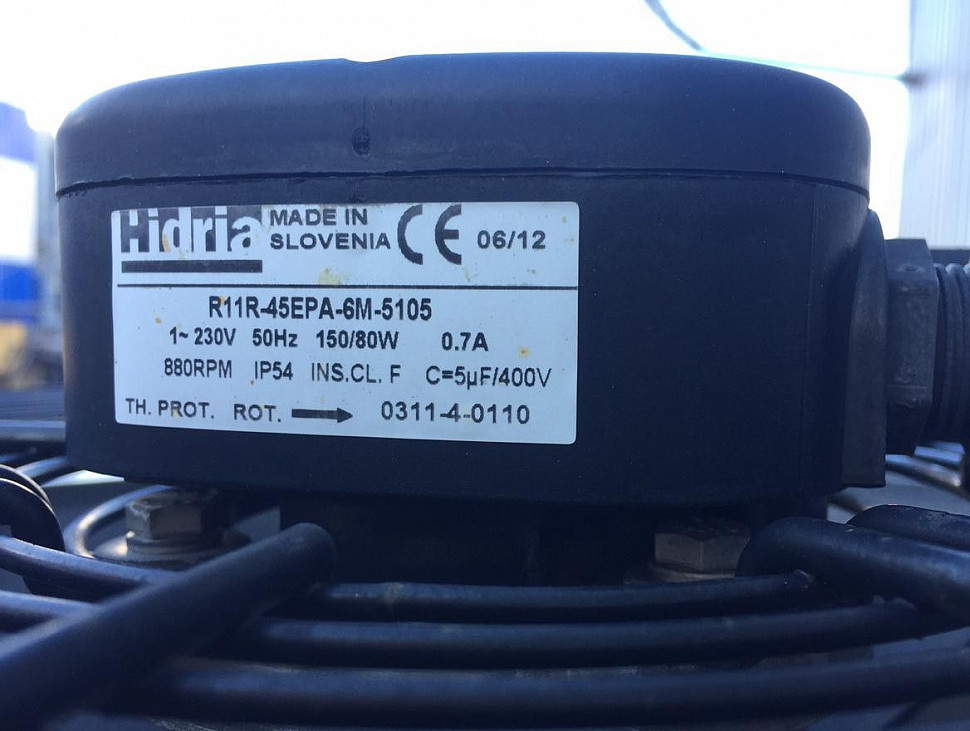 Hidria MADE IN SLOVENIA CE 06/12
R11R-45EPA-6M-5105
1~ 230V 50Hz 150/80W 0.7A
880RPM IP54 INS.CL. F C=5µF/400V
TH. PROT. ROT. 0311-4-0110